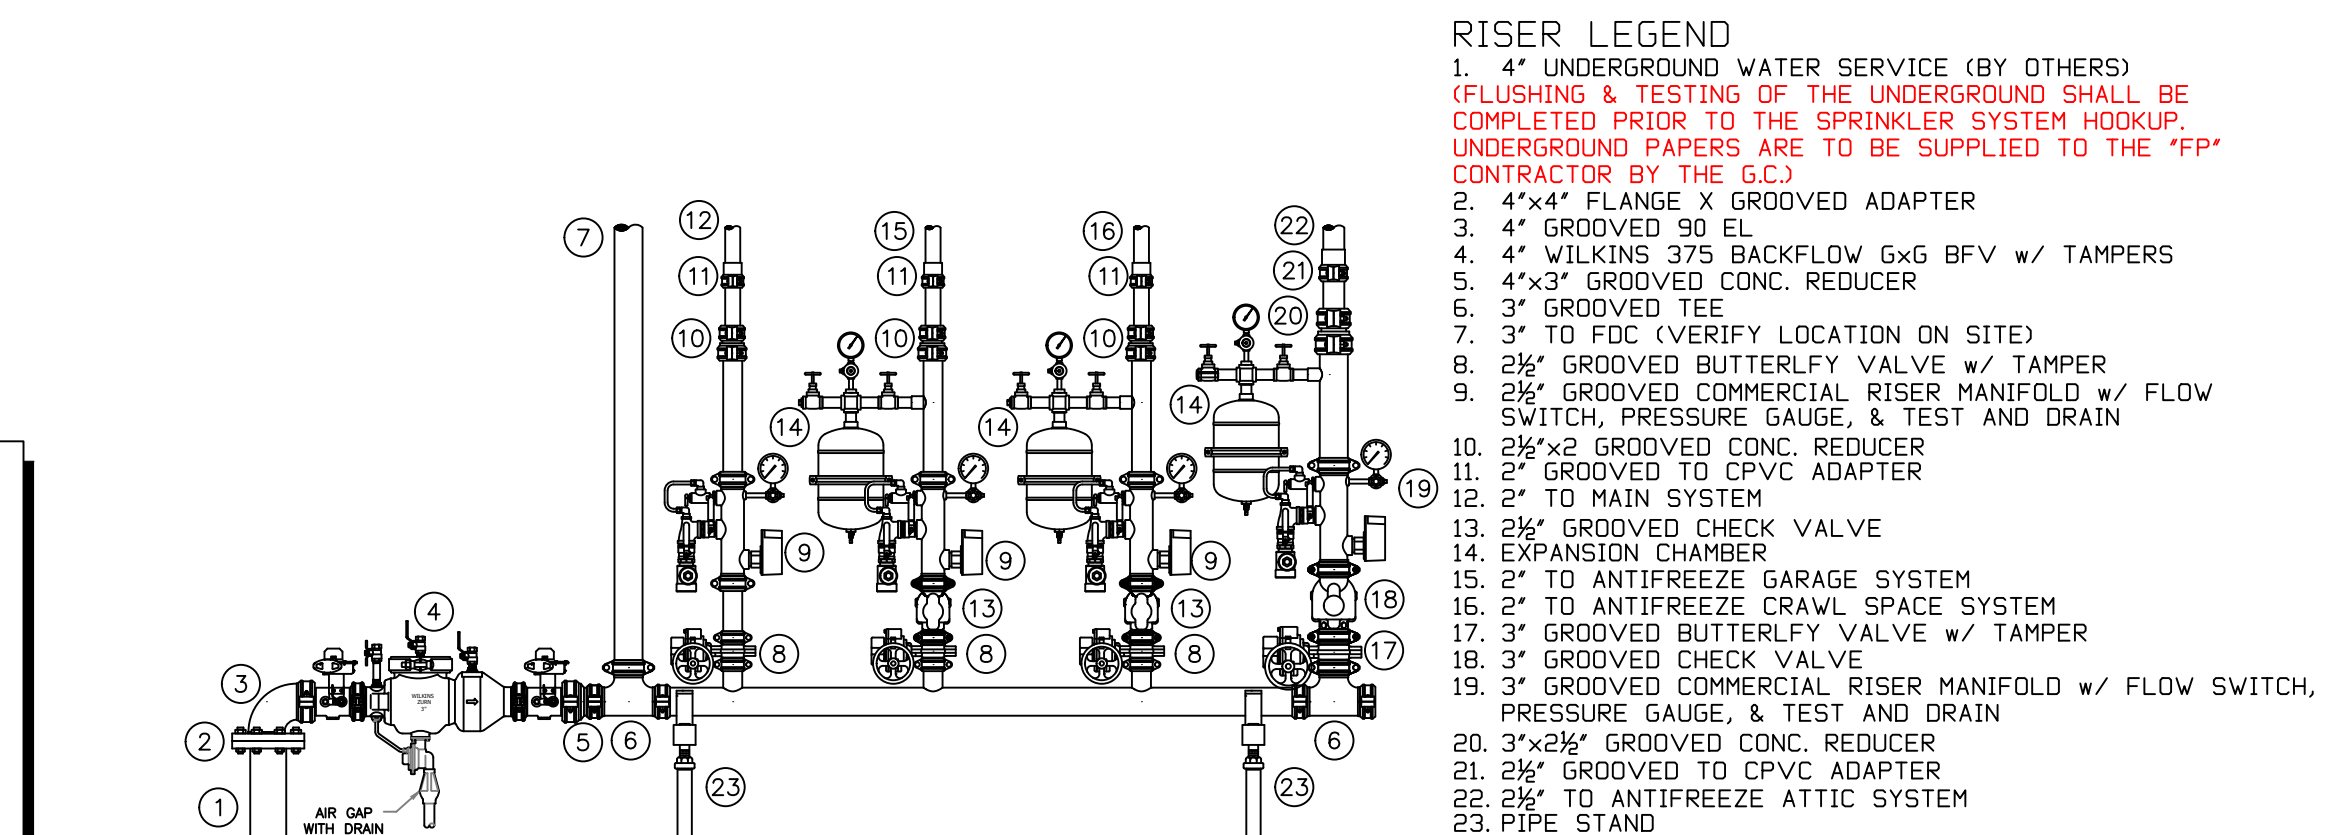 RISER LEGEND
1. 4" UNDERGROUND WATER SERVICE (BY OTHERS)
(FLUSHING & TESTING OF THE UNDERGROUND SHALL BE
COMPLETED PRIOR TO THE SPRINKLER SYSTEM HOOKUP.
UNDERGROUND PAPERS ARE TO BE SUPPLIED TO THE "FP"
CONTRACTOR BY THE G.C.)
2. 4"x4" FLANGE X GROOVED ADAPTER
3. 4" GROOVED 90 EL
4. 4" WILKINS 375 BACKFLOW GxG BFV w/ TAMPERS
5. 4"x3" GROOVED CONC. REDUCER
6. 3" GROOVED TEE
7. 3" TO FDC (VERIFY LOCATION ON SITE)
8. 2½" GROOVED BUTTERLFY VALVE w/ TAMPER
9. 2½" GROOVED COMMERCIAL RISER MANIFOLD w/ FLOW
SWITCH, PRESSURE GAUGE, & TEST AND DRAIN
10. 2½"x2 GROOVED CONC. REDUCER
11. 2" GROOVED TO CPVC ADAPTER
12. 2" TO MAIN SYSTEM
13. 2½" GROOVED CHECK VALVE
14. EXPANSION CHAMBER
15. 2" TO ANTIFREEZE GARAGE SYSTEM
16. 2" TO ANTIFREEZE CRAWL SPACE SYSTEM
17. 3" GROOVED BUTTERLFY VALVE w/ TAMPER
18. 3" GROOVED CHECK VALVE
19. 3" GROOVED COMMERCIAL RISER MANIFOLD w/ FLOW SWITCH,
PRESSURE GAUGE, & TEST AND DRAIN
20. 3"x2½" GROOVED CONC. REDUCER
21. 2½" GROOVED TO CPVC ADAPTER
22. 2½" TO ANTIFREEZE ATTIC SYSTEM
23. PIPE STAND
7 12 15 16 22
11 11 11 21
10 10 10 20
14 14 14
19
9 9 9
4 13 13 18
8 8 8 17
3
2 5 6 6
1 23 23
WILKINS
ZURN
3"
AIR GAP
WITH DRAIN